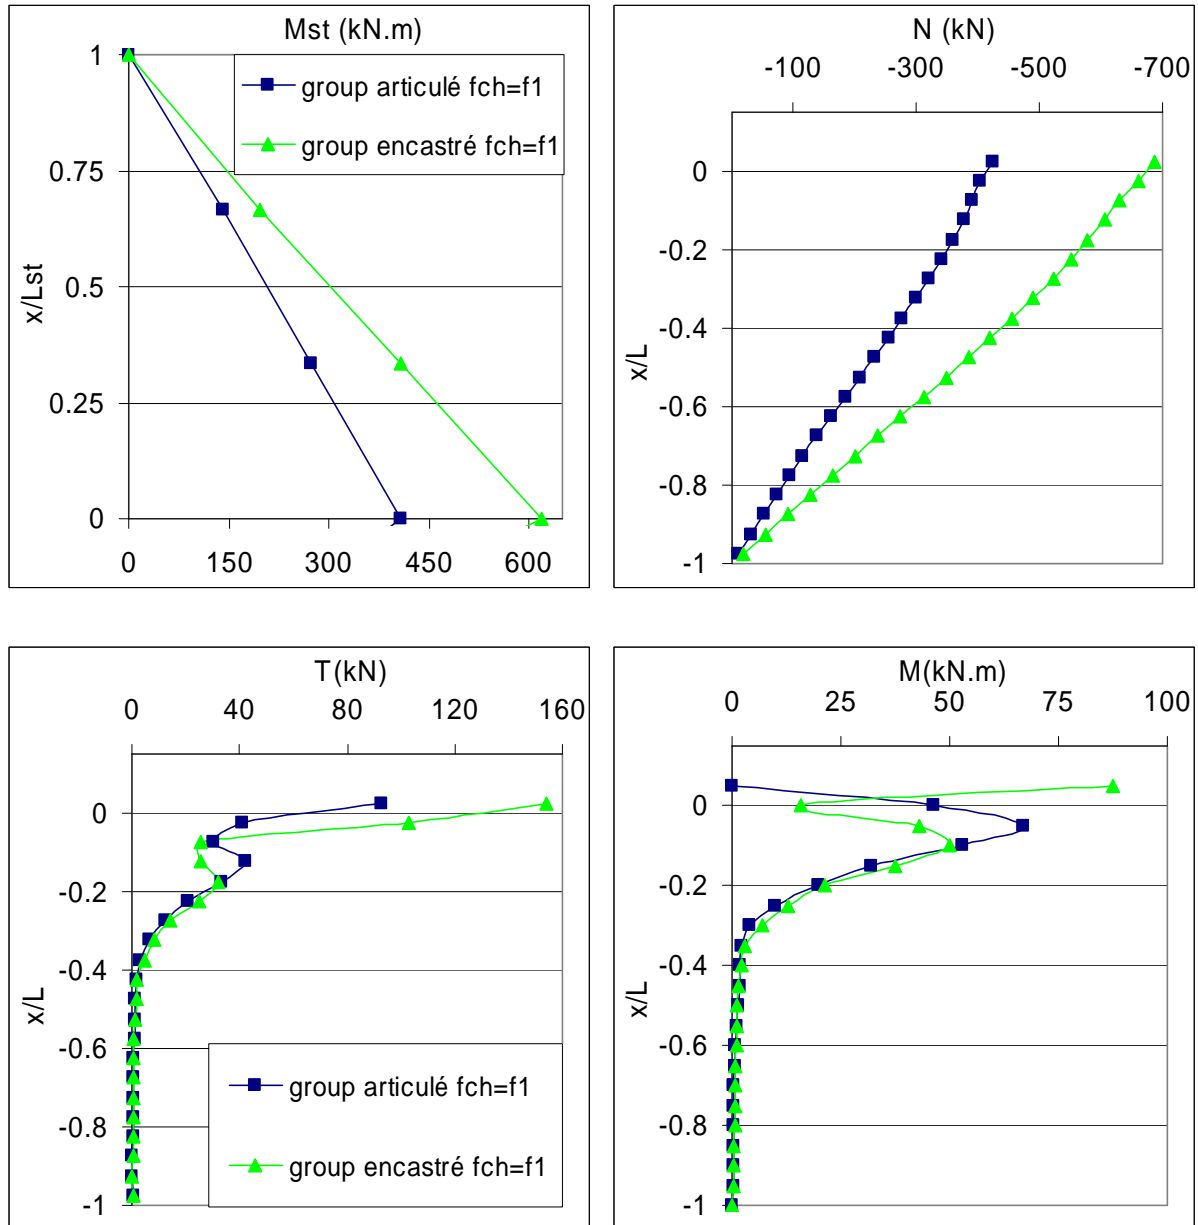 Mst (kN.m)
1
0.75
0.5
0.25
0
x/Lst
group articulé fch=f1
group encastré fch=f1
0 150 300 450 600
N (kN)
-100 -300 -500 -700
0
-0.2
-0.4
-0.6
-0.8
-1
x/L
T(kN)
0 40 80 120 160
0
-0.2
-0.4
-0.6
-0.8
-1
x/L
group articulé fch=f1
group encastré fch=f1
M(kN.m)
0 25 50 75 100
0
-0.2
-0.4
-0.6
-0.8
-1
x/L